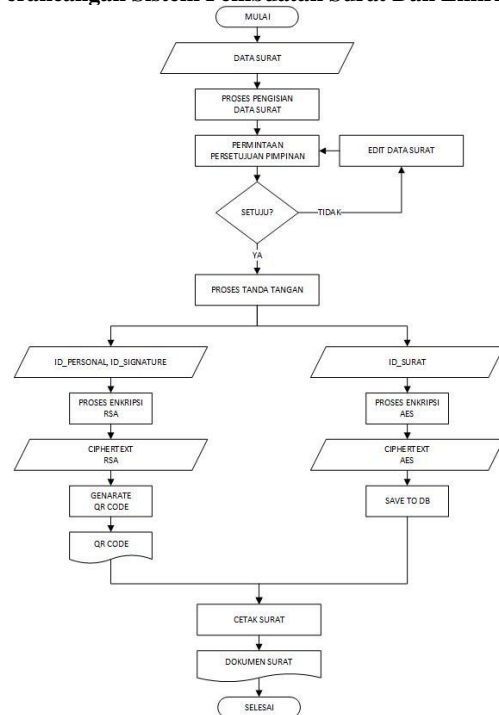 Sistem Pembuatan Surat Dan
MULAI
DATA SURAT
PROSES PENGISIAN
DATA SURAT
PERMINTAAN
PERSETUJUAN PIMPINAN
EDIT DATA SURAT
SETUJU?
TIDAK
YA
PROSES TANDA TANGAN
ID_PERSONAL, ID_SIGNATURE
ID_SURAT
PROSES ENKRIPSI
RSA
PROSES ENKRIPSI
AES
CIPHERTEXT
RSA
CIPHERTEXT
AES
GENARATE
QR CODE
SAVE TO DB
QR CODE
CETAK SURAT
DOKUMEN SURAT
SELESAI